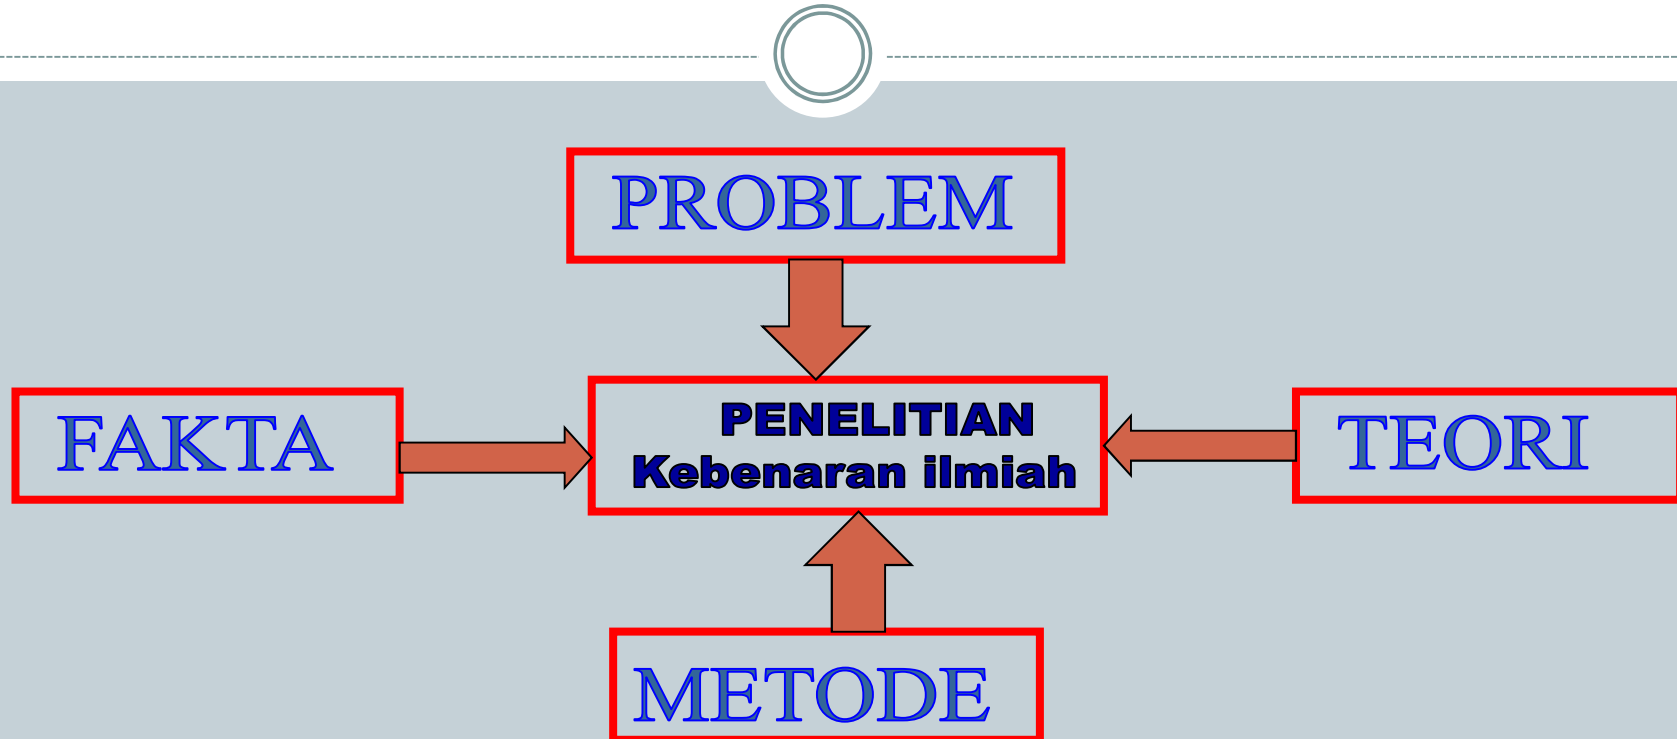 PROBLEM
FAKTA
PENELITIAN
Kebenaran ilmiah
TEORI
METODE